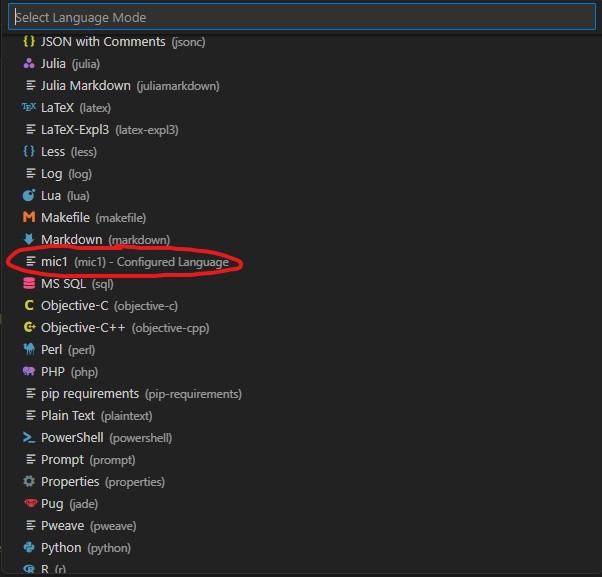 Select Language Mode
JSON with Comments (jsonc)
Julia (julia)
Julia Markdown (juliamarkdown)
LaTeX (latex)
LaTeX-Expl3 (latex-expl3)
Less (less)
Log (log)
Lua (lua)
Makefile (makefile)
Markdown (markdown)
mic1 (mic1) - Configured Language
MS SQL (sql)
Objective-C (objective-c)
Objective-C++ (objective-cpp)
Perl (perl)
PHP (php)
pip requirements (pip-requirements)
Plain Text (plaintext)
PowerShell (powershell)
Prompt (prompt)
Properties (properties)
Pug (jade)
Pweave (pweave)
Python (python)
R (r)